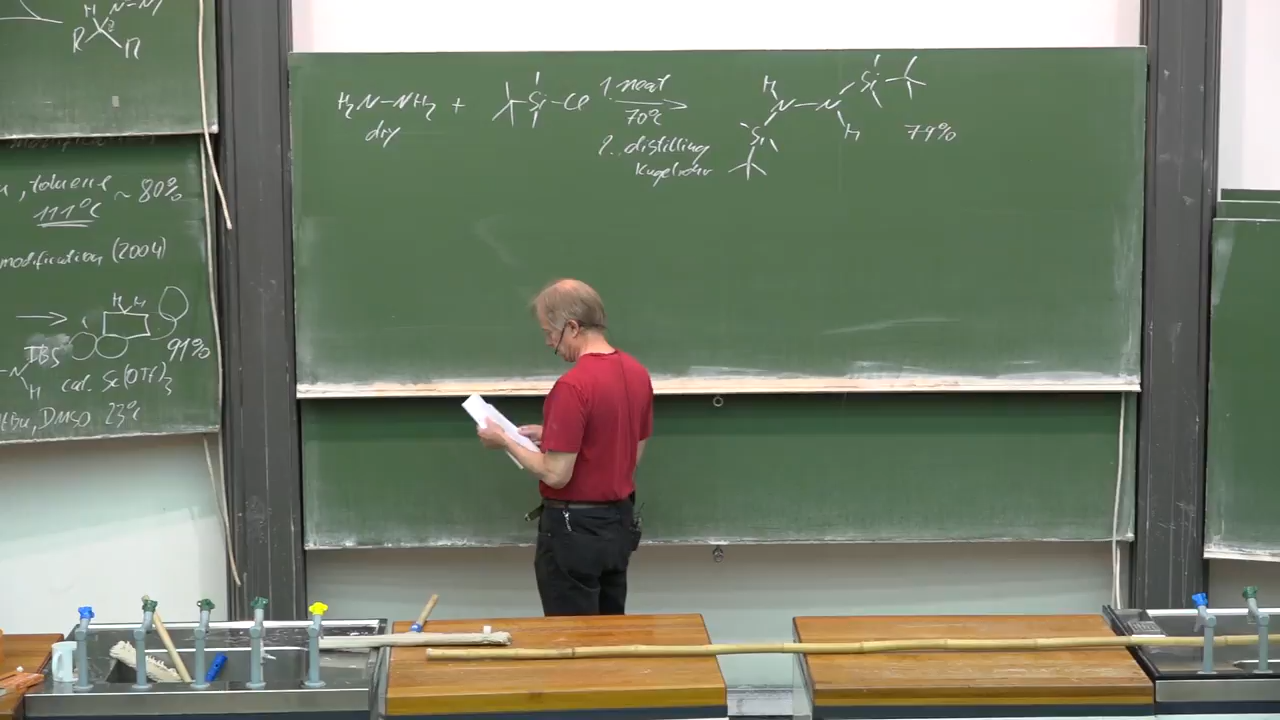 H N–N
R R
, toluene ~80%
111°C
modification (2004)
H H
91%
TBS
N
H cat. Sc(OTf)3
tBu, DMSO 23°C
H2N–NH2 + Si–Cl 1. neat
dry 70°C
2. distilling
Kugelrohr
H N–N Si
Si H 79%